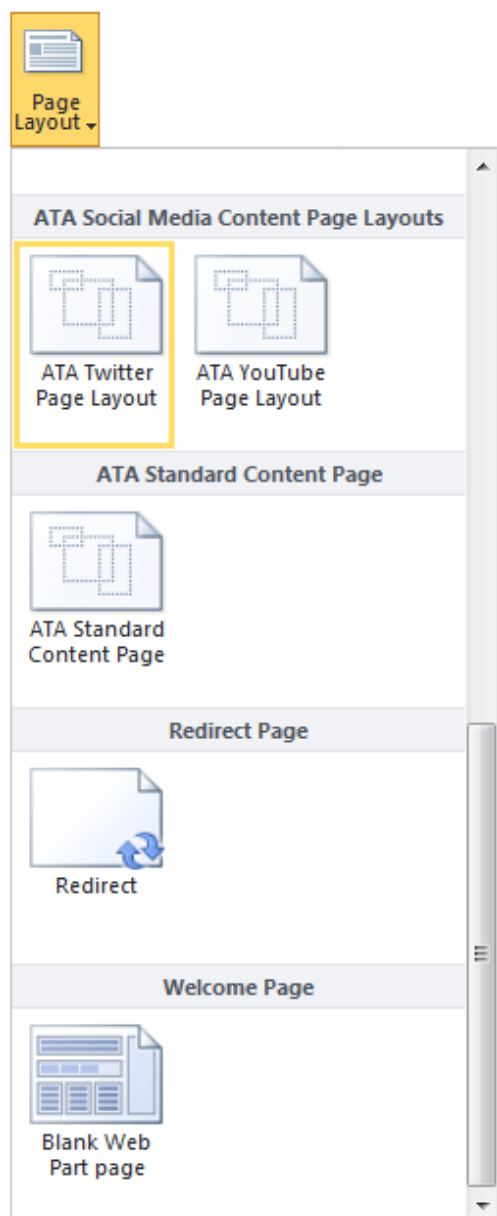 Page
Layout
ATA Social Media Content Page Layouts
ATA Twitter
Page Layout
ATA YouTube
Page Layout
ATA Standard Content Page
ATA Standard
Content Page
Redirect Page
Redirect
Welcome Page
Blank Web
Part page